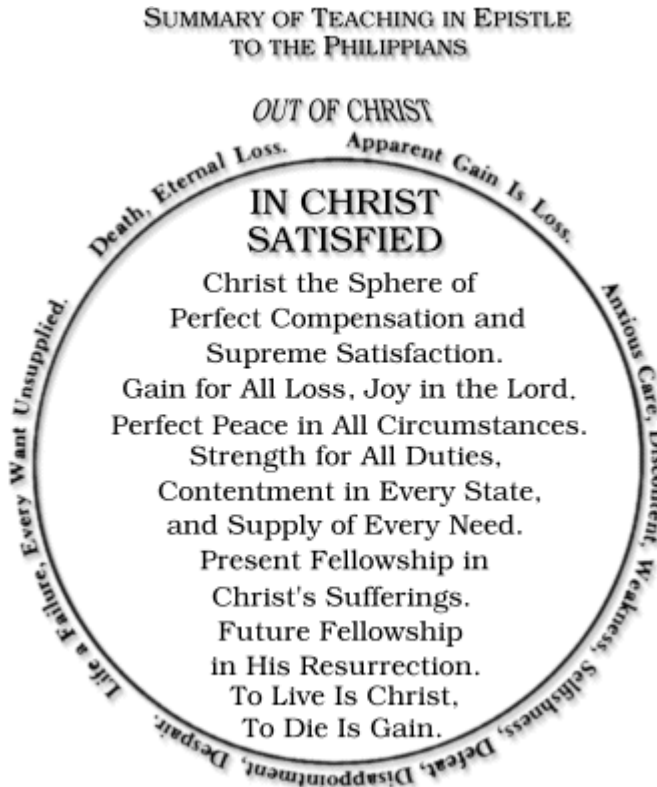 SUMMARY OF TEACHING IN EPISTLE
TO THE PHILIPPIANS
OUT OF CHRIST
Apparent Gain Is Loss.
Anxious Care, Discontent, Weakness, Selfishness, Defeat, Disappointment, Despair.
Life a Failure, Every Want Unsupplied.
Death, Eternal Loss.
IN CHRIST
SATISFIED
Christ the Sphere of
Perfect Compensation and
Supreme Satisfaction.
Gain for All Loss, Joy in the Lord,
Perfect Peace in All Circumstances.
Strength for All Duties,
Contentment in Every State,
and Supply of Every Need.
Present Fellowship in
Christ's Sufferings.
Future Fellowship
in His Resurrection.
To Live Is Christ,
To Die Is Gain.